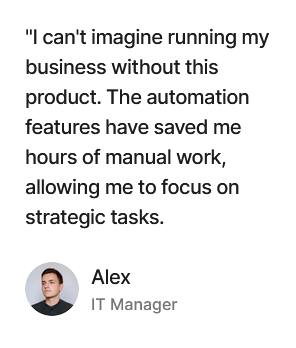 "I can't imagine running my
business without this
product. The automation
features have saved me
hours of manual work,
allowing me to focus on
strategic tasks.
Alex
IT Manager